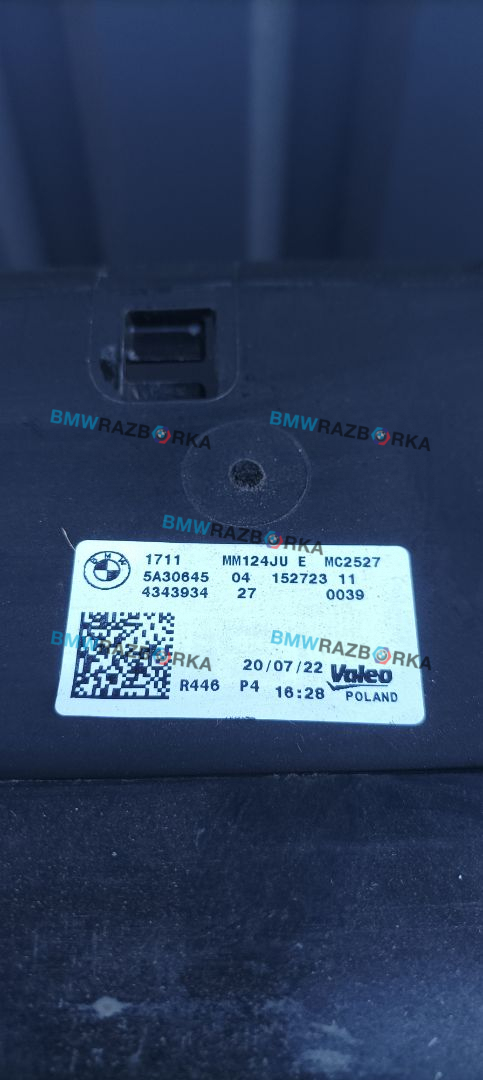 BMWRAZBORKA BMWRAZBORKA
BMWRAZBORKA
BMW 1711 MM124JU E MC2527
5A30645 04 152723 11
4343934 27 0039
BMWRAZBORKA BMWRAZBORKA
20/07/22 Valeo
R446 P4 16:28 POLAND